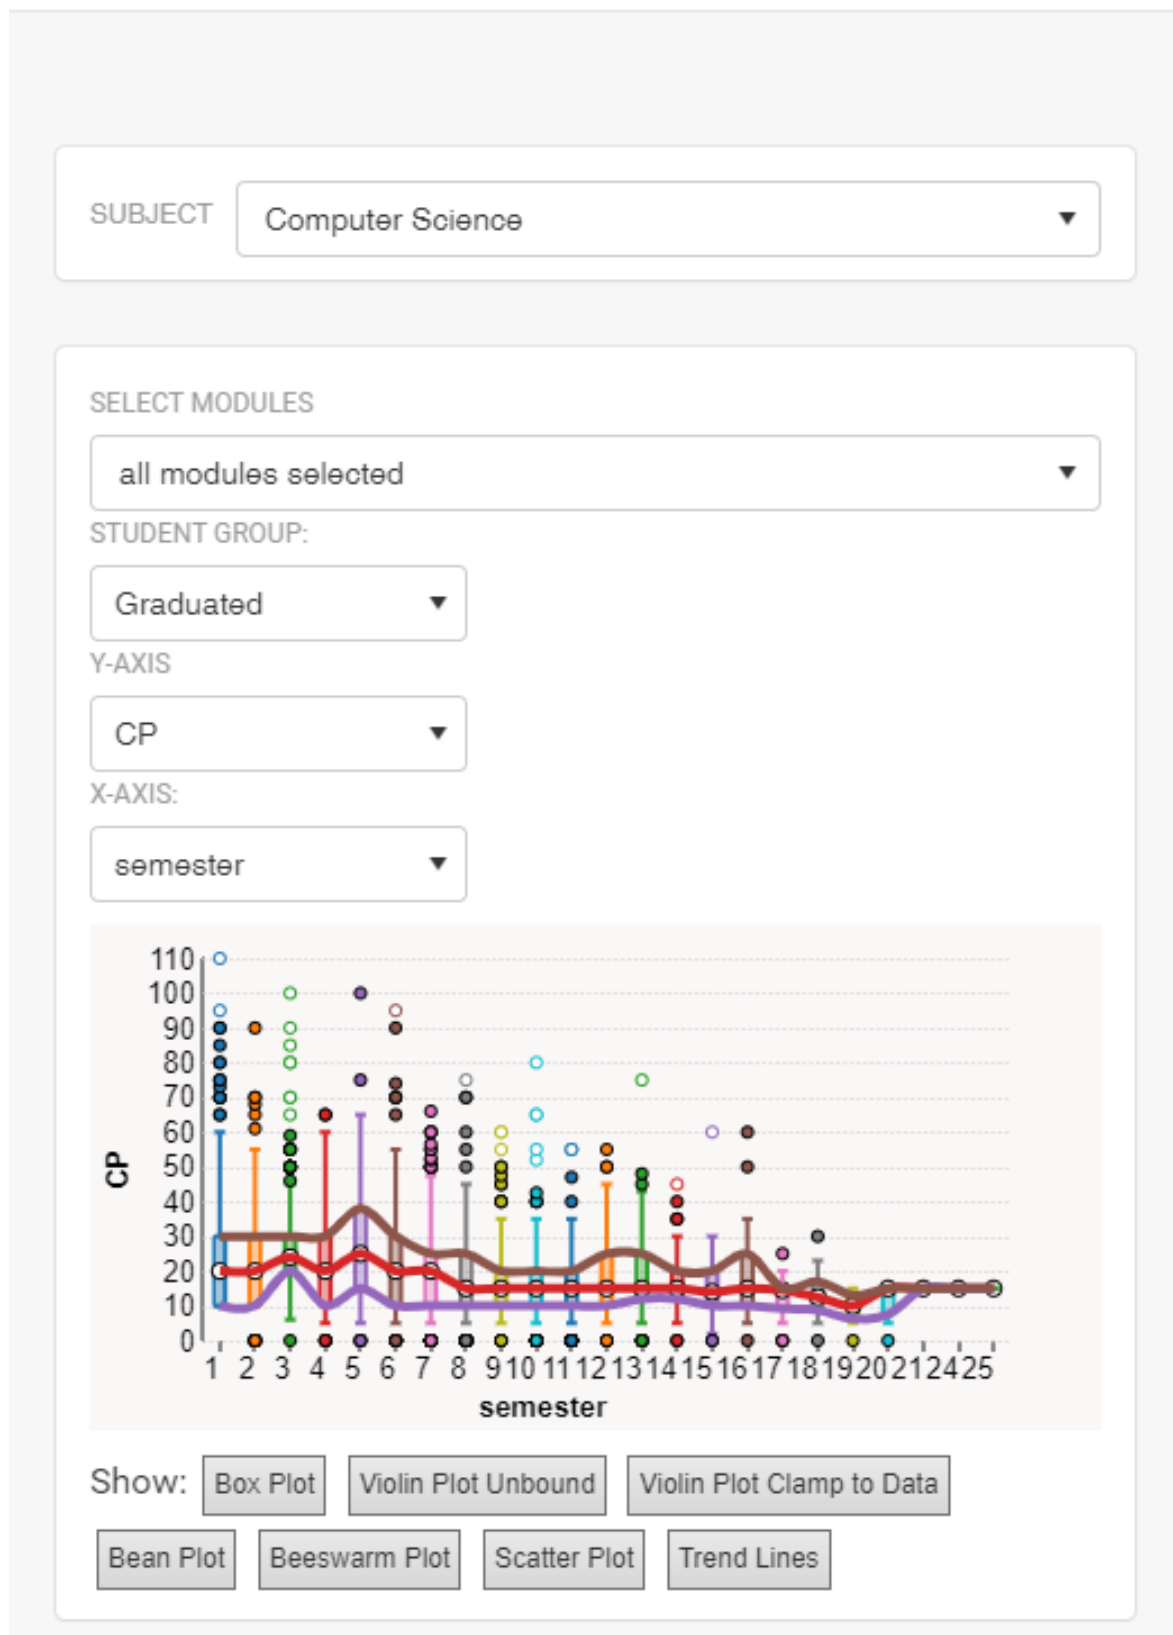 SUBJECT Computer Science
SELECT MODULES
all modules selected
STUDENT GROUP:
Graduated
Y-AXIS
CP
X-AXIS:
semester
110
100
90
80
70
60
50
40
30
20
10
0
CP
1 2 3 4 5 6 7 8 9 10 11 12 13 14 15 16 17 18 19 20 21 24 25
semester
Show: Box Plot Violin Plot Unbound Violin Plot Clamp to Data
Bean Plot Beeswarm Plot Scatter Plot Trend Lines